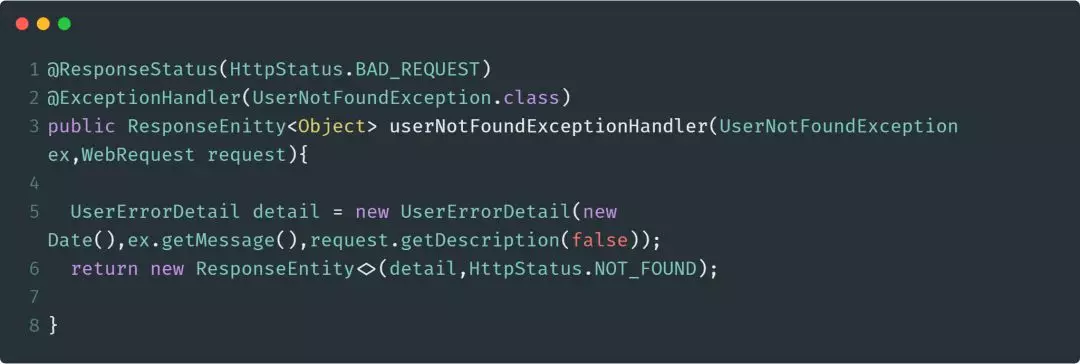 1 @ResponseStatus(HttpStatus.BAD_REQUEST)
2 @ExceptionHandler(UserNotFoundException.class)
3 public ResponseEnitty<Object> userNotFoundExceptionHandler(UserNotFoundException
ex,WebRequest request){
4
5 UserErrorDetail detail = new UserErrorDetail(new
Date(),ex.getMessage(),request.getDescription(false));
6 return new ResponseEntity<>(detail,HttpStatus.NOT_FOUND);
7
8 }